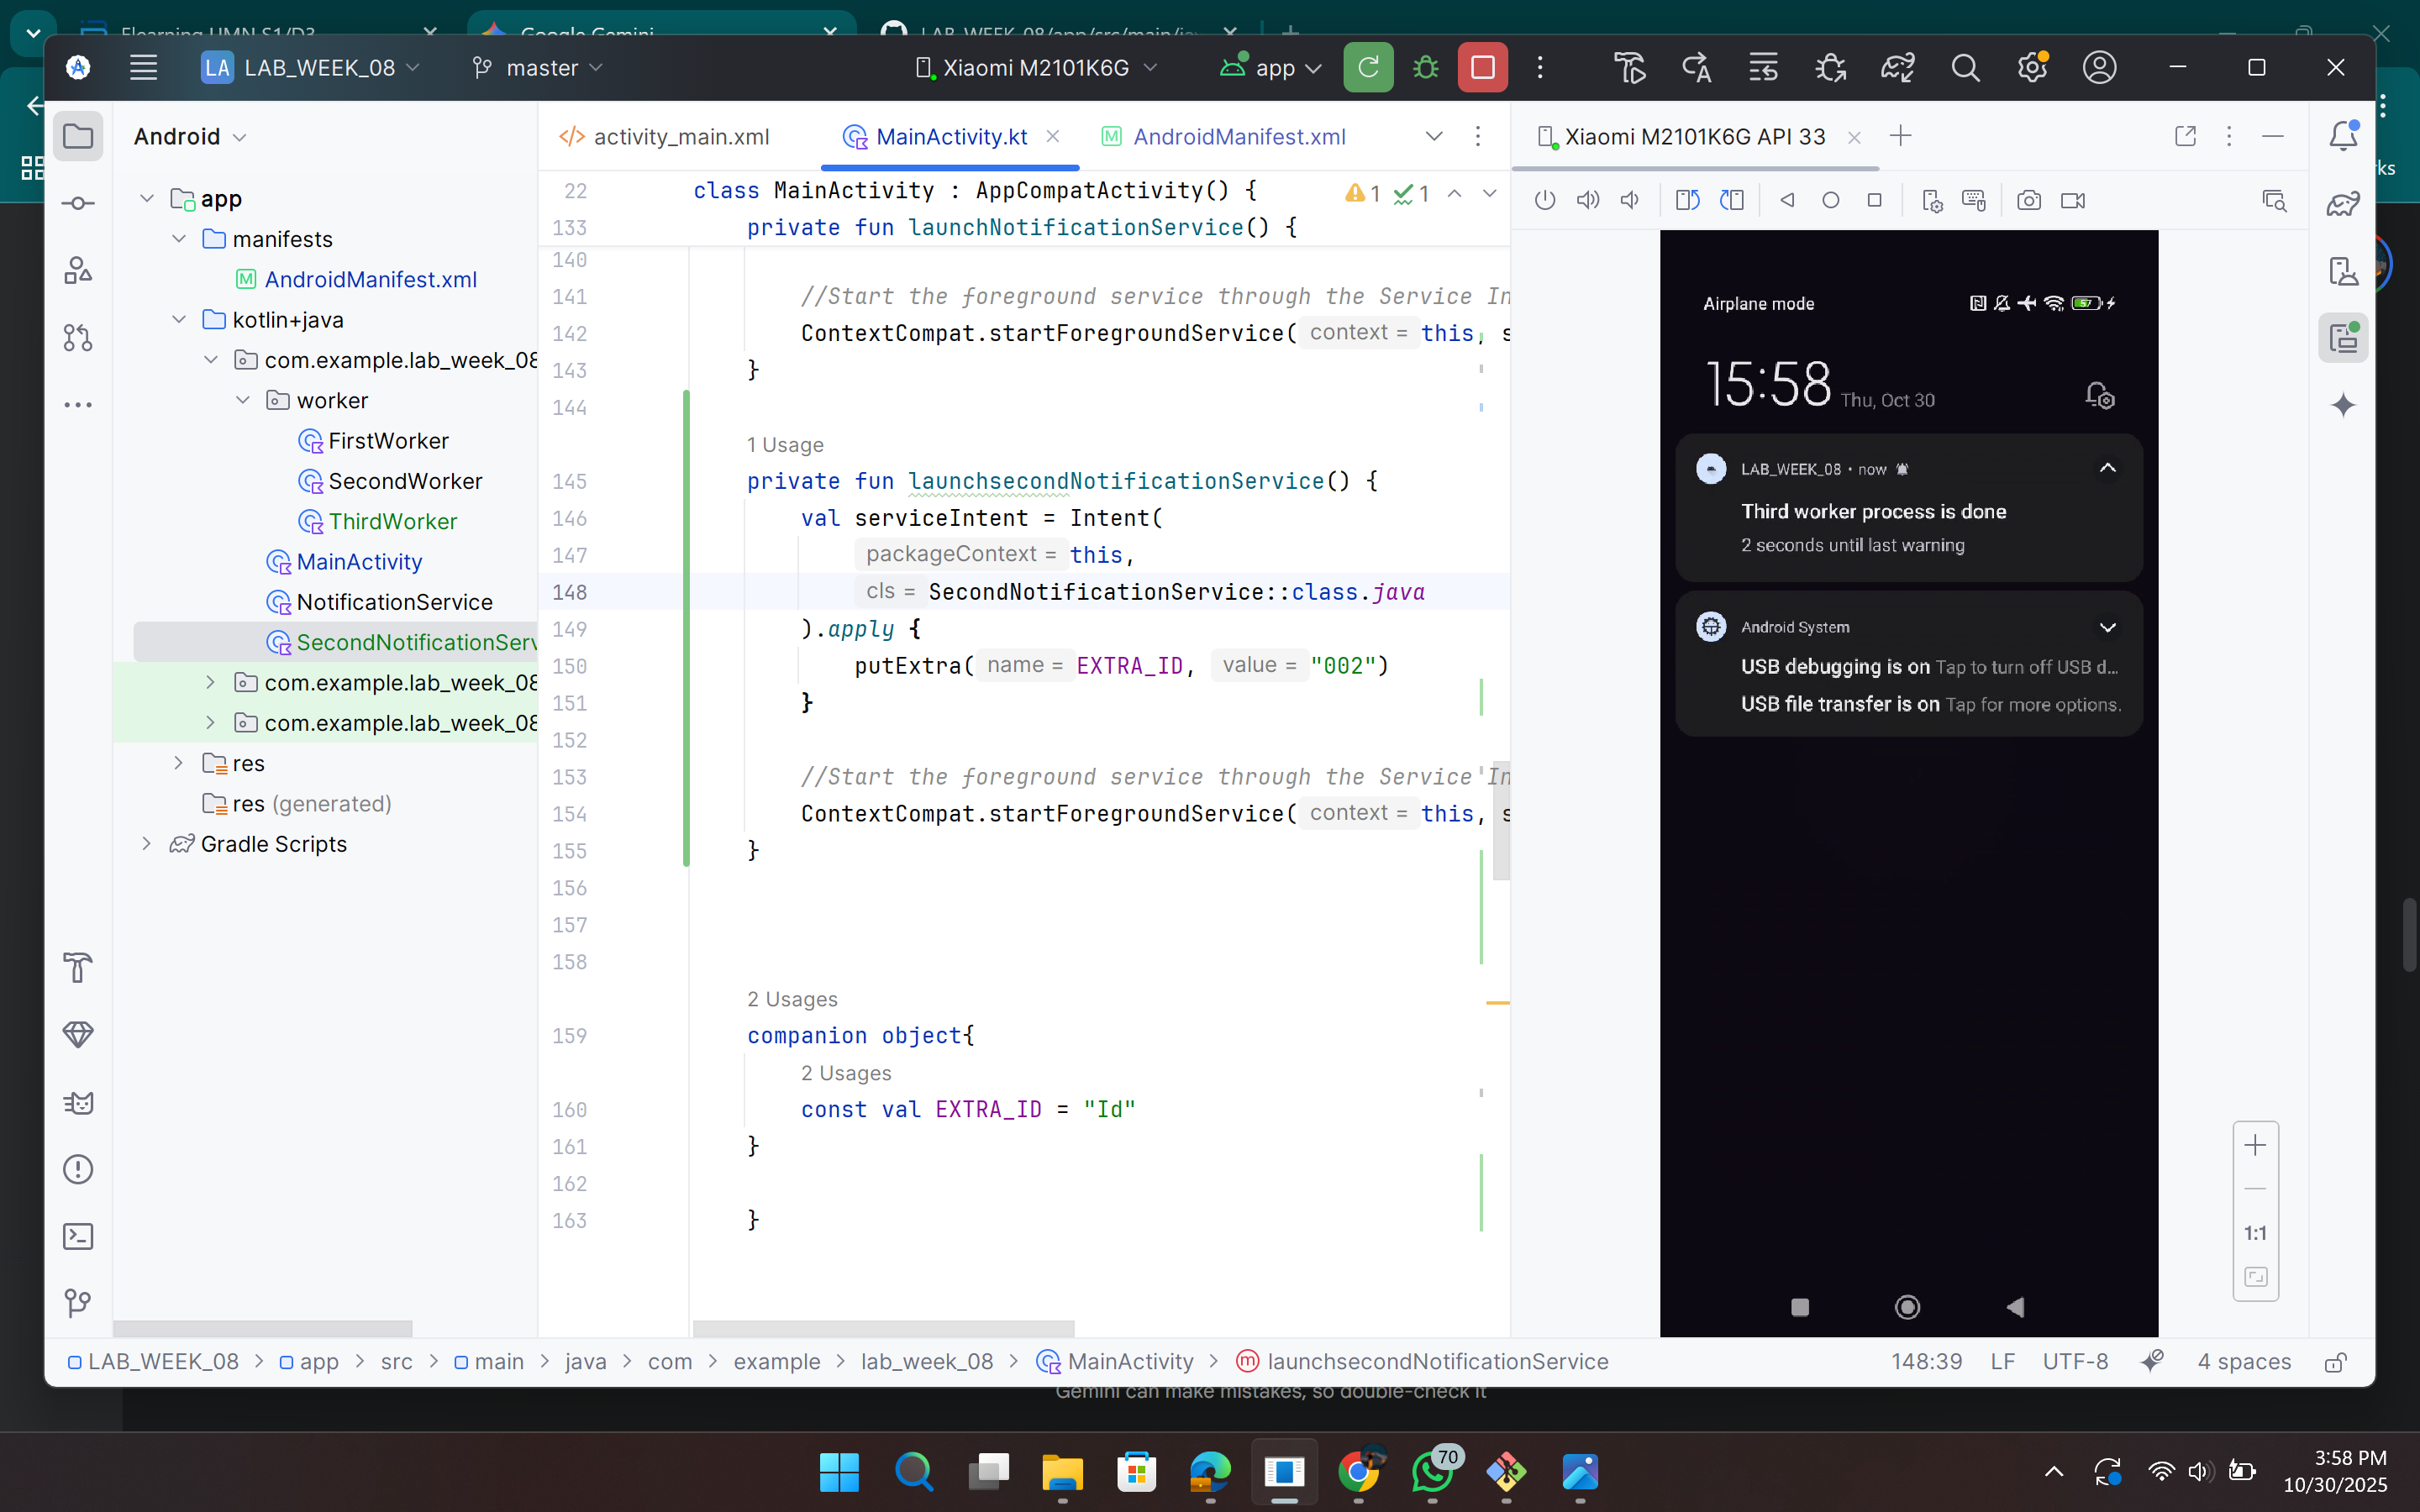 Elearning UMN S1/D3
Google Gemini
LAB_WEEK_08/app/src/main/ja
LA LAB_WEEK_08
master
Xiaomi M2101K6G
app
Android
activity_main.xml
MainActivity.kt
AndroidManifest.xml
Xiaomi M2101K6G API 33
app
manifests
AndroidManifest.xml
kotlin+java
com.example.lab_week_08
worker
FirstWorker
SecondWorker
ThirdWorker
MainActivity
NotificationService
SecondNotificationServ
com.example.lab_week_08
com.example.lab_week_08
res
res (generated)
Gradle Scripts
1 1
22 class MainActivity : AppCompatActivity() {
133 private fun launchNotificationService() {
140
141 //Start the foreground service through the Service In
142 ContextCompat.startForegroundService( context = this, s
143 }
144
1 Usage
145 private fun launchsecondNotificationService() {
146 val serviceIntent = Intent(
147 packageContext = this,
148 cls = SecondNotificationService::class.java
149 ).apply {
150 putExtra( name = EXTRA_ID, value = "002")
151 }
152
153 //Start the foreground service through the Service In
154 ContextCompat.startForegroundService( context = this, s
155 }
156
157
158
2 Usages
159 companion object{
2 Usages
160 const val EXTRA_ID = "Id"
161 }
162
163 }
Airplane mode
57
15:58 Thu, Oct 30
LAB_WEEK_08 • now
Third worker process is done
2 seconds until last warning
Android System
USB debugging is on Tap to turn off USB d...
USB file transfer is on Tap for more options.
1:1
ks
LAB_WEEK_08 > app > src > main > java > com > example > lab_week_08 > MainActivity > launchsecondNotificationService
148:39 LF UTF-8 4 spaces
Gemini can make mistakes, so double-check it
70
3:58 PM
10/30/2025